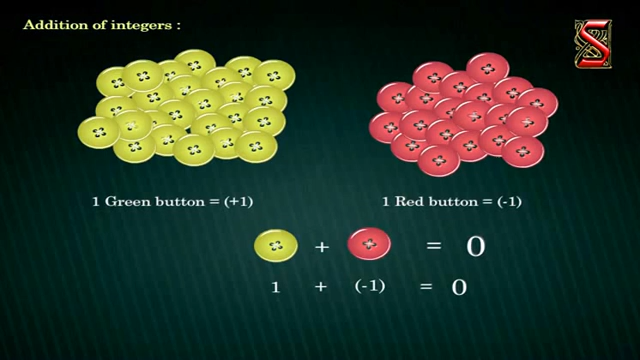 Addition of integers :
S
1 Green button = (+1)
1 Red button = (-1)
+ = 0
1 + (-1) = 0